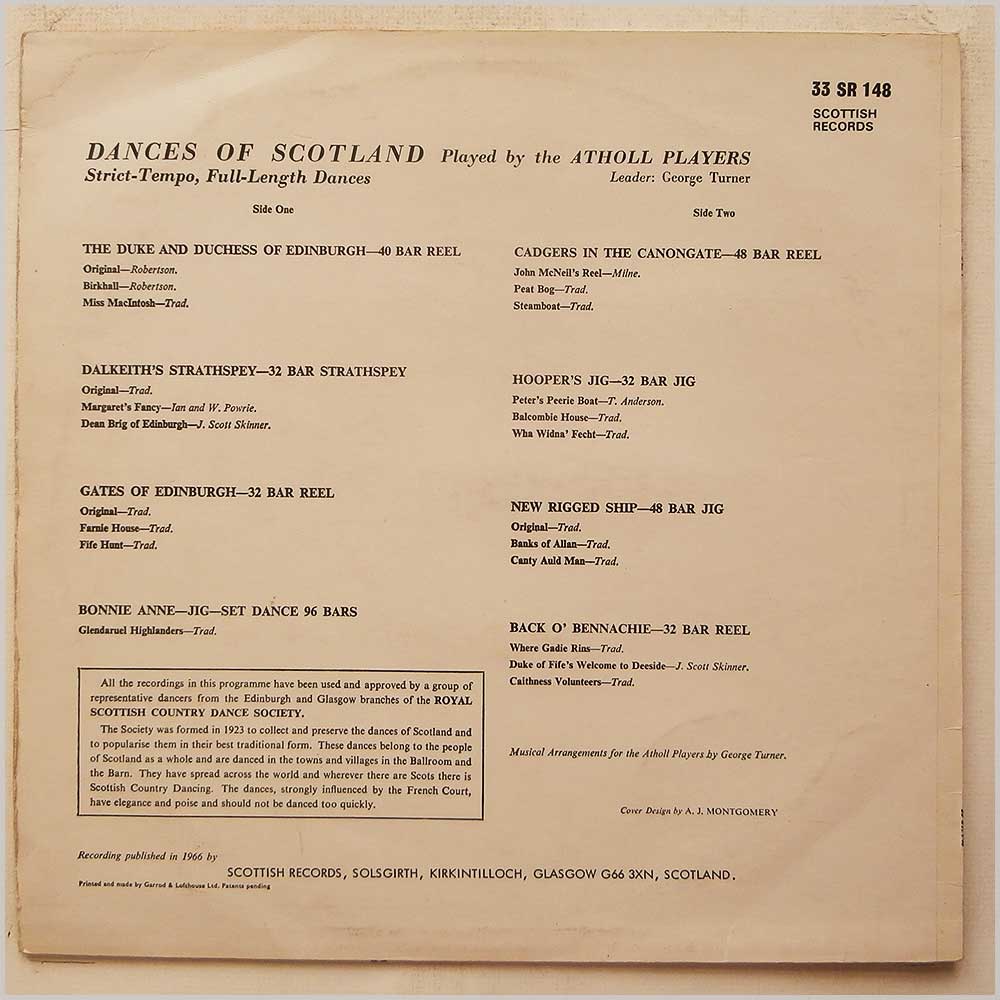 33 SR 148
SCOTTISH
RECORDS
DANCES OF SCOTLAND Played by the ATHOLL PLAYERS
Strict-Tempo, Full-Length Dances
Leader: George Turner
Side One
THE DUKE AND DUCHESS OF EDINBURGH—40 BAR REEL
Original—Robertson.
Birkhall—Robertson.
Miss MacIntosh—Trad.
DALKEITH'S STRATHSPEY—32 BAR STRATHSPEY
Original—Trad.
Margaret's Fancy—Ian and W. Powrie.
Dean Brig of Edinburgh—J. Scott Skinner.
GATES OF EDINBURGH—32 BAR REEL
Original—Trad.
Farnie House—Trad.
Fife Hunt—Trad.
BONNIE ANNE—JIG—SET DANCE 96 BARS
Glendaruel Highlanders—Trad.
All the recordings in this programme have been used and approved by a group of
representative dancers from the Edinburgh and Glasgow branches of the ROYAL
SCOTTISH COUNTRY DANCE SOCIETY.
The Society was formed in 1923 to collect and preserve the dances of Scotland and
to popularise them in their best traditional form. These dances belong to the people
of Scotland as a whole and are danced in the towns and villages in the Ballroom and
the Barn. They have spread across the world and wherever there are Scots there is
Scottish Country Dancing. The dances, strongly influenced by the French Court,
have elegance and poise and should not be danced too quickly.
Side Two
CADGERS IN THE CANONGATE—48 BAR REEL
John McNeil's Reel—Milne.
Peat Bog—Trad.
Steamboat—Trad.
HOOPER'S JIG—32 BAR JIG
Peter's Peerie Boat—T. Anderson.
Balcombie House—Trad.
Wha Widna' Fecht—Trad.
NEW RIGGED SHIP—48 BAR JIG
Original—Trad.
Banks of Allan—Trad.
Canty Auld Man—Trad.
BACK O' BENNACHIE—32 BAR REEL
Where Gadie Rins—Trad.
Duke of Fife's Welcome to Deeside—J. Scott Skinner.
Caithness Volunteers—Trad.
Musical Arrangements for the Atholl Players by George Turner.
Cover Design by A. J. MONTGOMERY
Recording published in 1966 by
SCOTTISH RECORDS, SOLSGIRTH, KIRKINTILLOCH, GLASGOW G66 3XN, SCOTLAND.
Printed and made by Garrod & Lofthouse Ltd. Patents pending